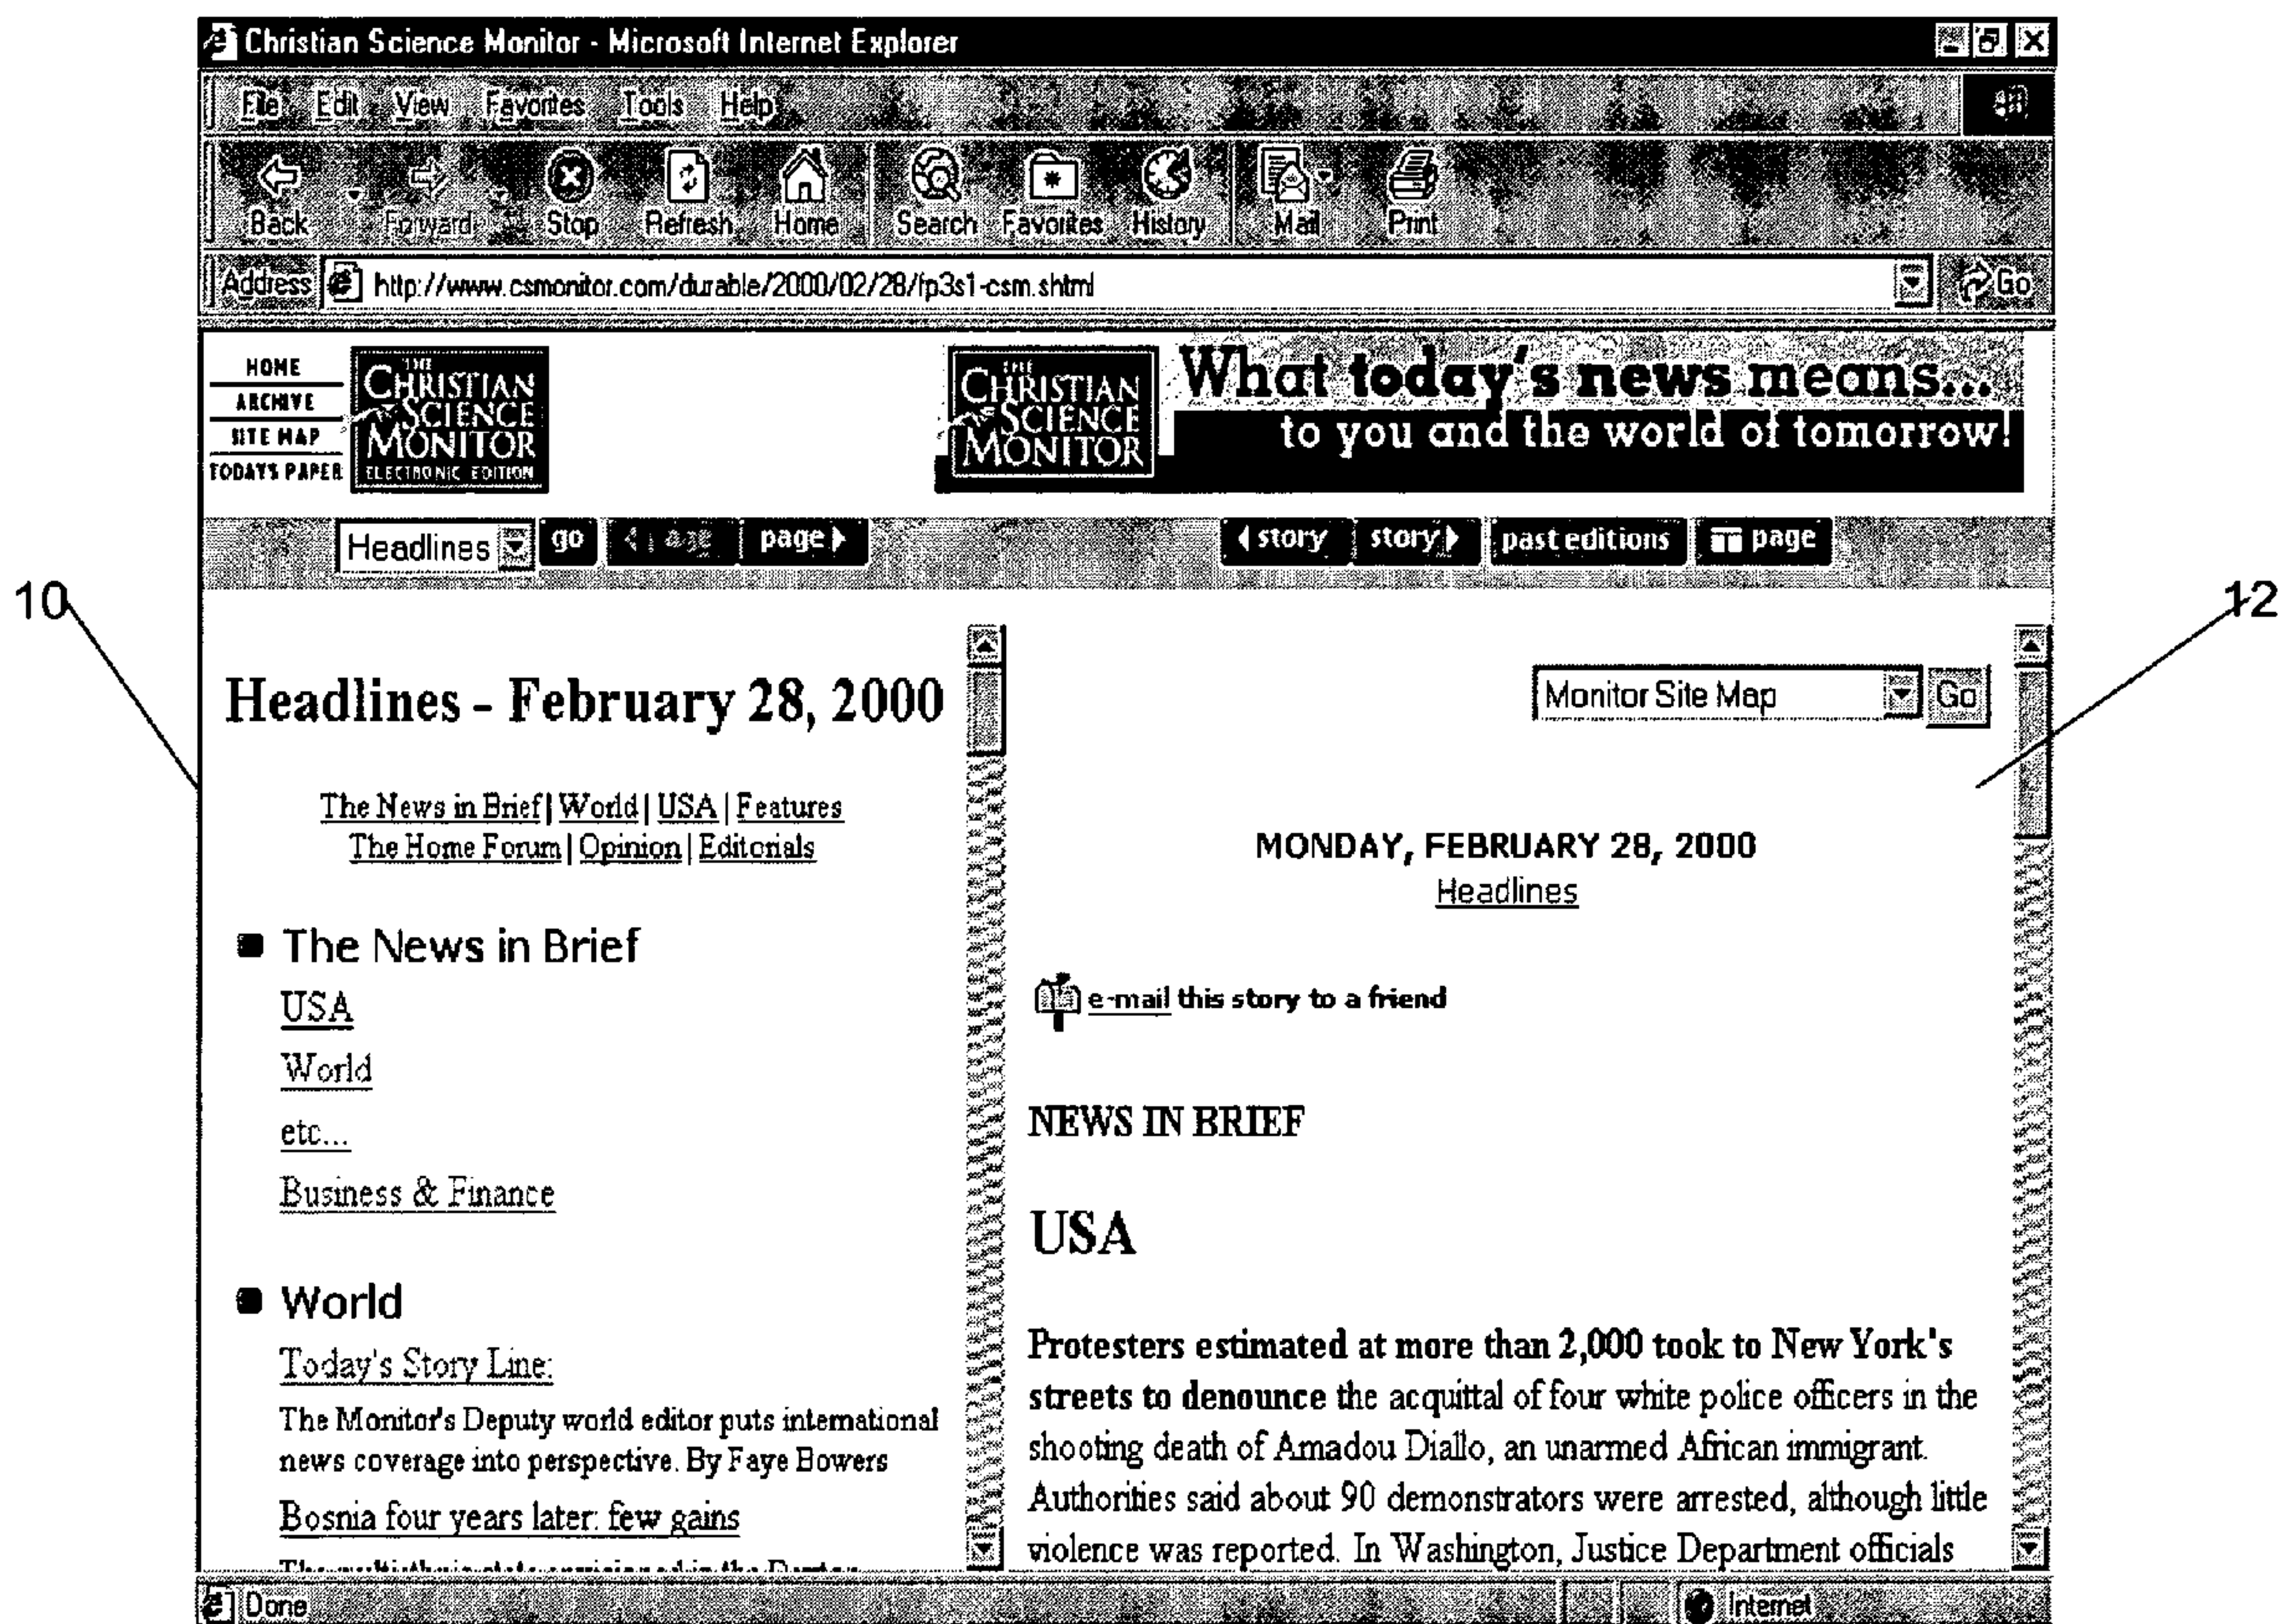 Christian Science Monitor - Microsoft Internet Explorer
File Edit View Favorites Tools Help
Back Forward Stop Refresh Home Search Favorites History Mail Print
Address http://www.csmonitor.com/durable/2000/02/28/fp3s1-csm.shtml Go
HOME
ARCHIVE
SITE MAP
TODAY'S PAPER
THE
CHRISTIAN
SCIENCE
MONITOR
ELECTRONIC EDITION
THE
CHRISTIAN
SCIENCE
MONITOR
What today's news means...
to you and the world of tomorrow!
Headlines go page page story story past editions page
10
12
Headlines - February 28, 2000
The News in Brief | World | USA | Features
The Home Forum | Opinion | Editorials
The News in Brief
USA
World
etc...
Business & Finance
World
Today's Story Line:
The Monitor's Deputy world editor puts international
news coverage into perspective. By Faye Bowers
Bosnia four years later: few gains
Monitor Site Map Go
MONDAY, FEBRUARY 28, 2000
Headlines
e-mail this story to a friend
NEWS IN BRIEF
USA
Protesters estimated at more than 2,000 took to New York's
streets to denounce the acquittal of four white police officers in the
shooting death of Amadou Diallo, an unarmed African immigrant.
Authorities said about 90 demonstrators were arrested, although little
violence was reported. In Washington, Justice Department officials
Done Internet